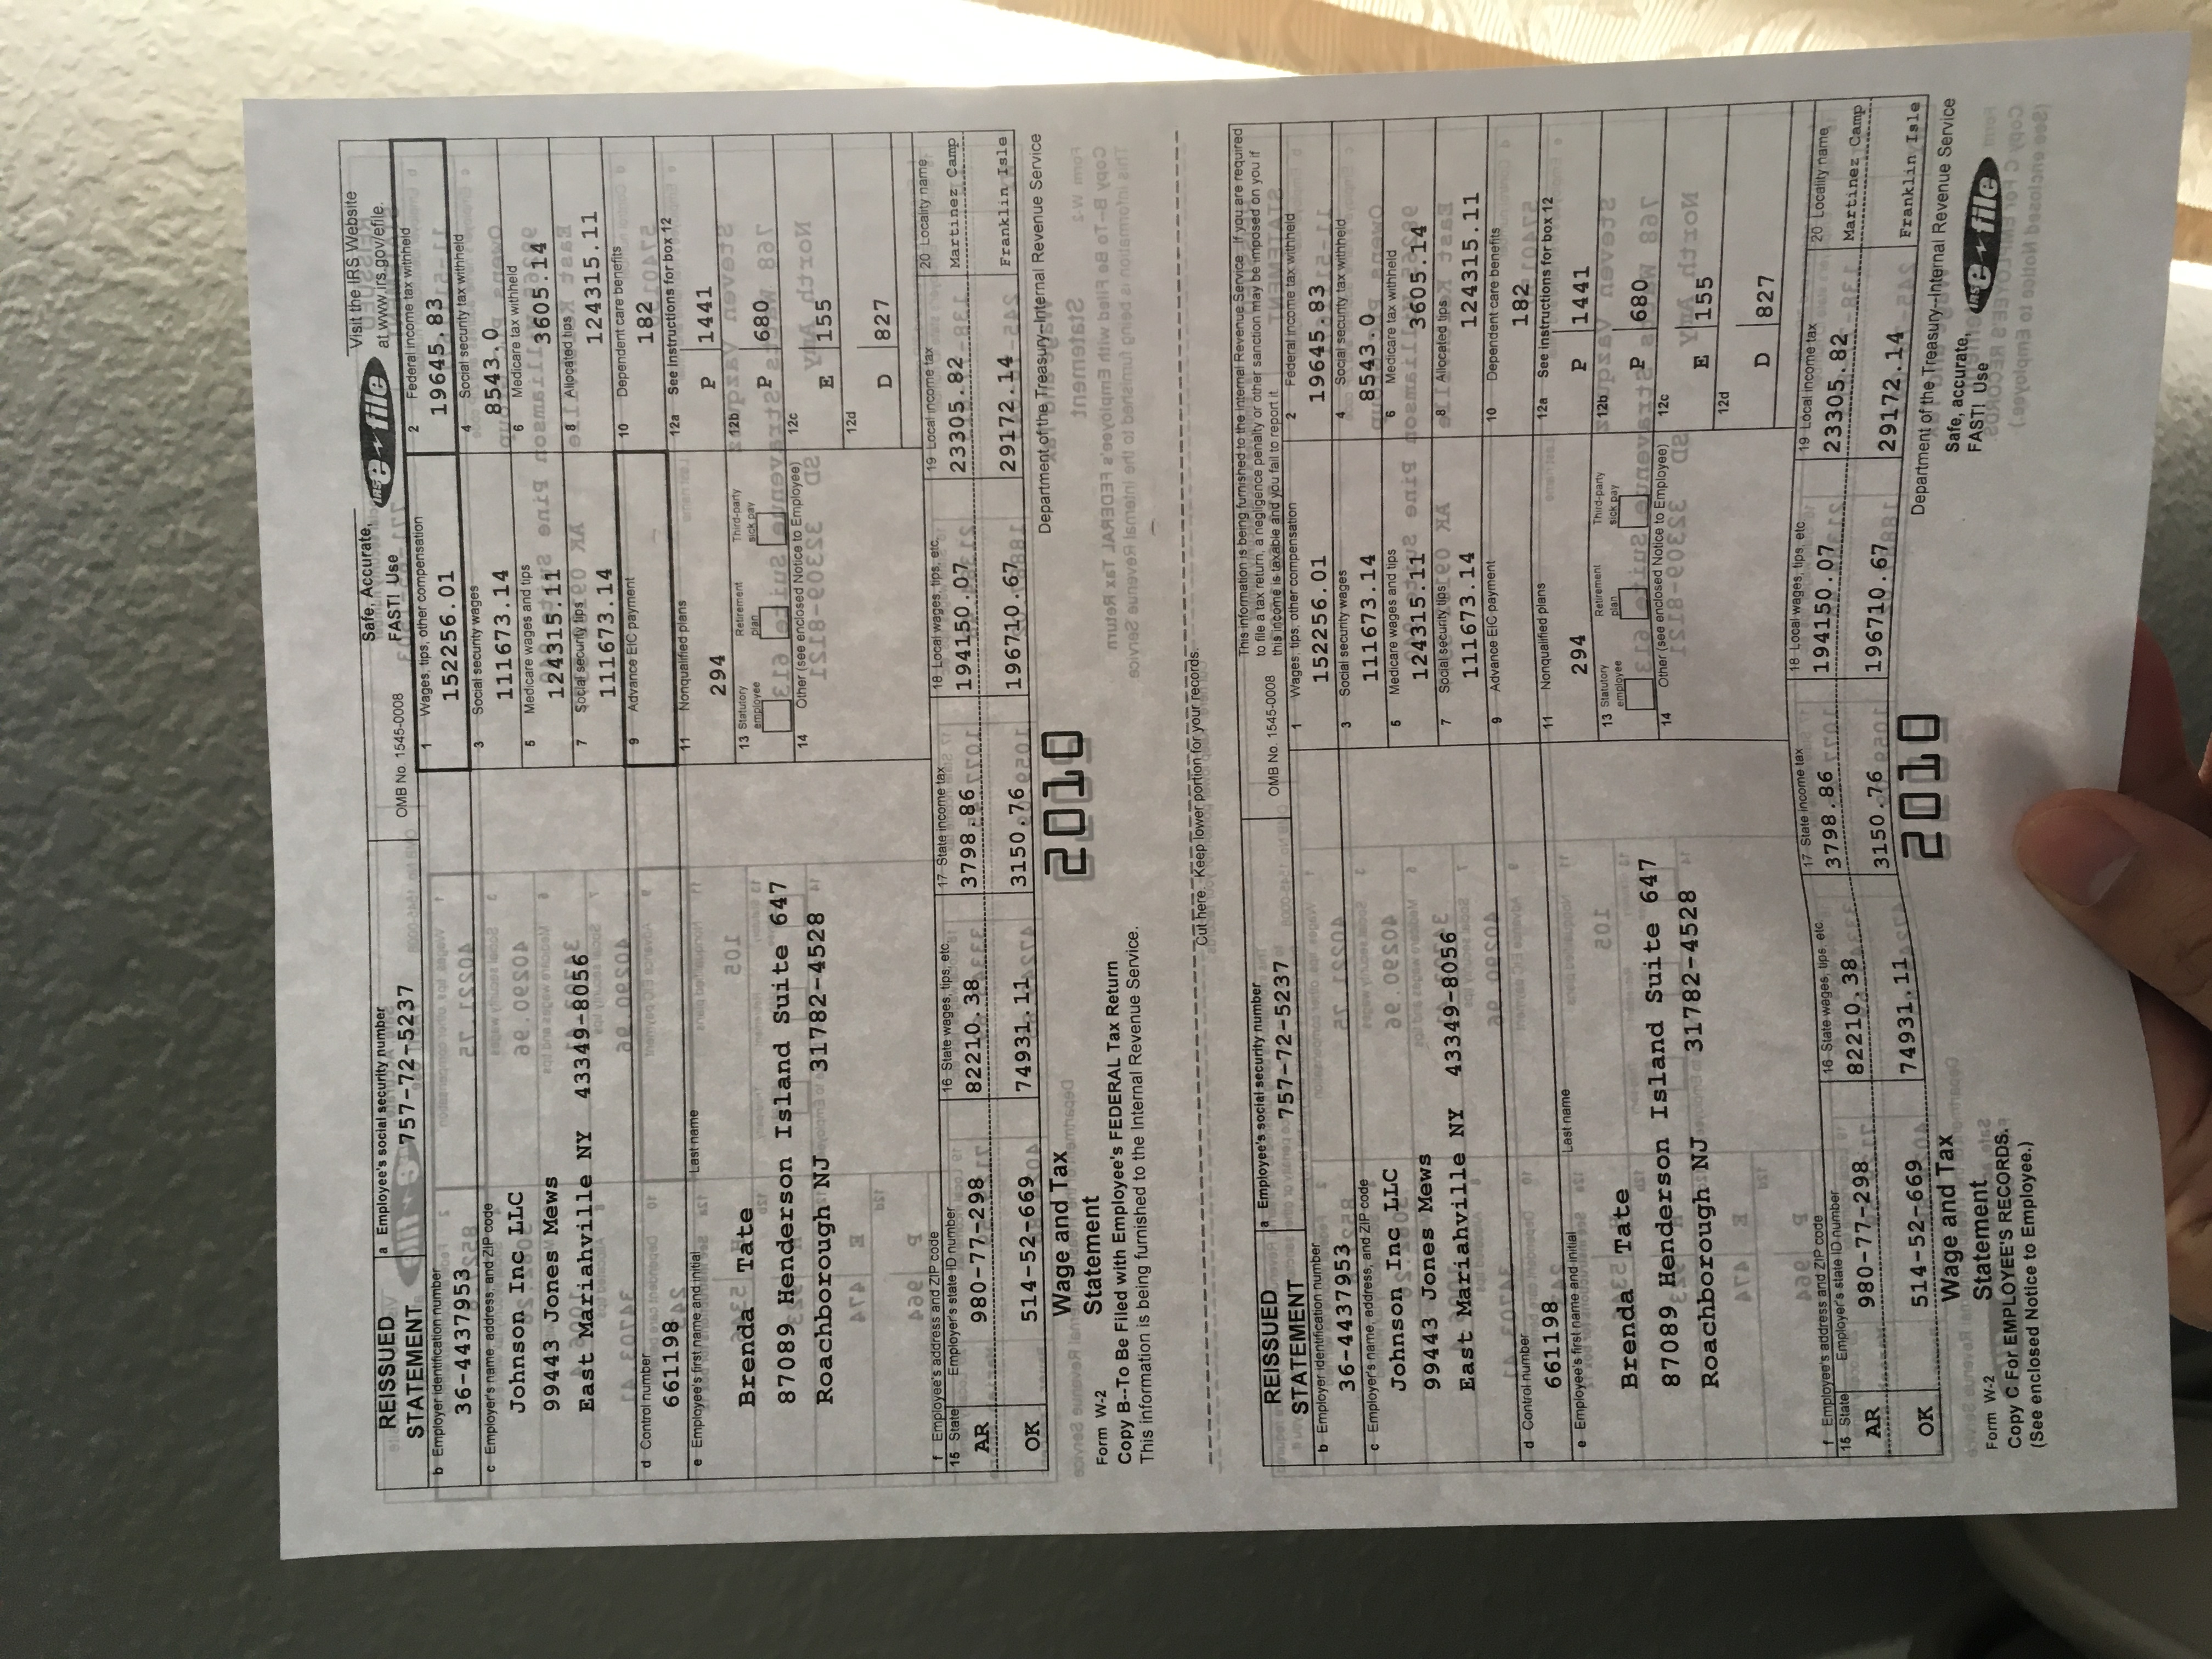 REISSUED STATEMENT
a Employee's social security number
757-72-5237
OMB No. 1545-0008
Safe, Accurate,
FAST! Use
IRS e-file
Visit the IRS Website
at www.irs.gov/efile.
b Employer identification number
36-4437953
1 Wages, tips, other compensation
152256.01
2 Federal income tax withheld
19645.83
c Employer's name, address, and ZIP code
Johnson Inc LLC
99443 Jones Mews
East Mariahville NY 43349-8056
3 Social security wages
111673.14
4 Social security tax withheld
8543.0
5 Medicare wages and tips
124315.11
6 Medicare tax withheld
3605.14
7 Social security tips
111673.14
8 Allocated tips
124315.11
d Control number
661198
9 Advance EIC payment
10 Dependent care benefits
182
e Employee's first name and initial Last name
Brenda Tate
87089 Henderson Island Suite 647
Roachborough NJ 31782-4528
11 Nonqualified plans
294
12a See instructions for box 12
P 1441
13 Statutory employee Retirement plan Third-party sick pay
12b
P 680
14 Other (see enclosed Notice to Employee)
12c
E 155
12d
D 827
f Employee's address and ZIP code
15 State Employer's state ID number 16 State wages, tips, etc. 17 State income tax 18 Local wages, tips, etc. 19 Local income tax 20 Locality name
AR 980-77-298 82210.38 3798.86 194150.07 23305.82 Martinez Camp
OK 514-52-669 74931.11 3150.76 196710.67 29172.14 Franklin Isle
Form W-2 Wage and Tax Statement
2010
Department of the Treasury--Internal Revenue Service
Copy B--To Be Filed with Employee's FEDERAL Tax Return
This information is being furnished to the Internal Revenue Service.
Cut here. Keep lower portion for your records.
REISSUED STATEMENT
a Employee's social security number
757-72-5237
OMB No. 1545-0008
This information is being furnished to the Internal Revenue Service. If you are required
to file a tax return, a negligence penalty or other sanction may be imposed on you if
this income is taxable and you fail to report it.
b Employer identification number
36-4437953
1 Wages, tips, other compensation
152256.01
2 Federal income tax withheld
19645.83
c Employer's name, address, and ZIP code
Johnson Inc LLC
99443 Jones Mews
East Mariahville NY 43349-8056
3 Social security wages
111673.14
4 Social security tax withheld
8543.0
5 Medicare wages and tips
124315.11
6 Medicare tax withheld
3605.14
7 Social security tips
111673.14
8 Allocated tips
124315.11
d Control number
661198
9 Advance EIC payment
10 Dependent care benefits
182
e Employee's first name and initial Last name
Brenda Tate
87089 Henderson Island Suite 647
Roachborough NJ 31782-4528
11 Nonqualified plans
294
12a See instructions for box 12
P 1441
13 Statutory employee Retirement plan Third-party sick pay
12b
P 680
14 Other (see enclosed Notice to Employee)
12c
E 155
12d
D 827
f Employee's address and ZIP code
15 State Employer's state ID number 16 State wages, tips, etc 17 State income tax 18 Local wages, tips, etc 19 Local income tax 20 Locality name
AR 980-77-298 82210.38 3798.86 194150.07 23305.82 Martinez Camp
OK 514-52-669 74931.11 3150.76 196710.67 29172.14 Franklin Isle
Form W-2 Wage and Tax Statement
2010
Department of the Treasury--Internal Revenue Service
Copy C For EMPLOYEE'S RECORDS.
(See enclosed Notice to Employee.)
Safe, accurate,
FAST! Use
IRS e-file